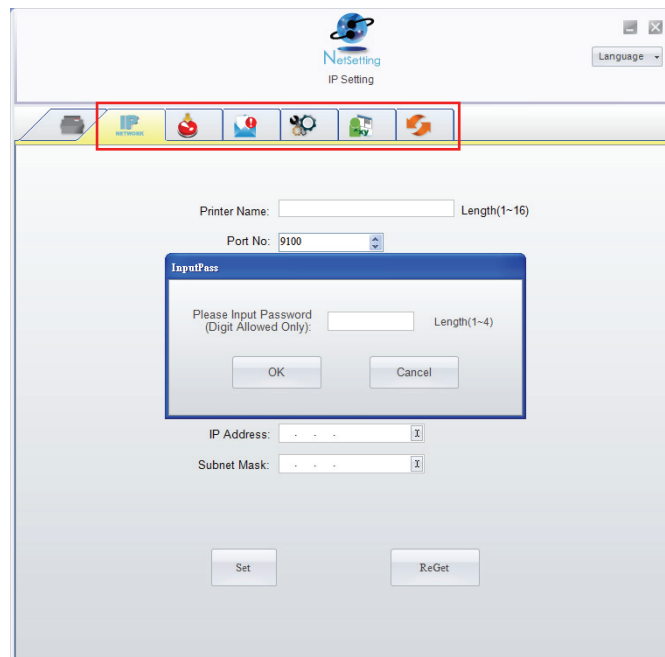 NetSetting
IP Setting
Language
IP
NETWORK
Printer Name:
Length(1~16)
Port No: 9100
InputPass
Please Input Password
(Digit Allowed Only):
Length(1~4)
OK
Cancel
IP Address: . . .
Subnet Mask: . . .
Set
ReGet